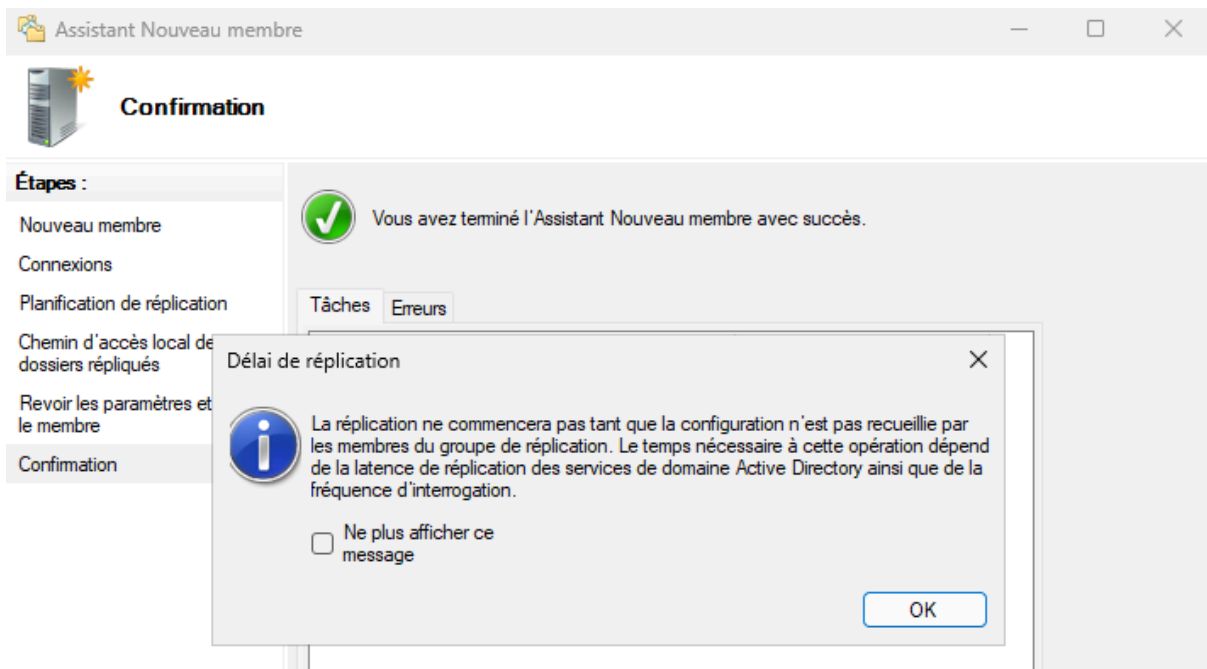 Assistant Nouveau membre
Confirmation
Étapes :
Nouveau membre
Connexions
Planification de réplication
Chemin d'accès local de
dossiers répliqués
Revoir les paramètres et
le membre
Confirmation
Vous avez terminé l'Assistant Nouveau membre avec succès.
Tâches
Erreurs
Délai de réplication
La réplication ne commencera pas tant que la configuration n'est pas recueillie par
les membres du groupe de réplication. Le temps nécessaire à cette opération dépend
de la latence de réplication des services de domaine Active Directory ainsi que de la
fréquence d'interrogation.
Ne plus afficher ce
message
OK